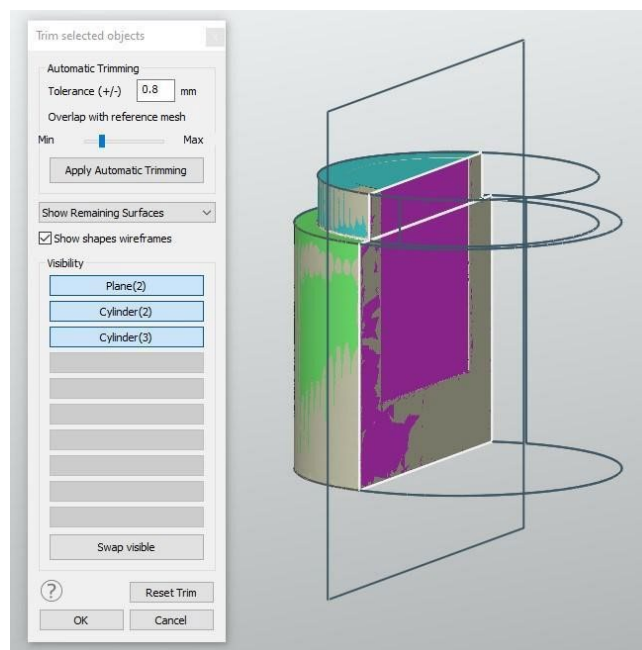 Trim selected objects
Automatic Trimming
Tolerance (+/-) 0.8 mm
Overlap with reference mesh
Min Max
Apply Automatic Trimming
Show Remaining Surfaces
Show shapes wireframes
Visibility
Plane(2)
Cylinder(2)
Cylinder(3)
Swap visible
? Reset Trim
OK Cancel